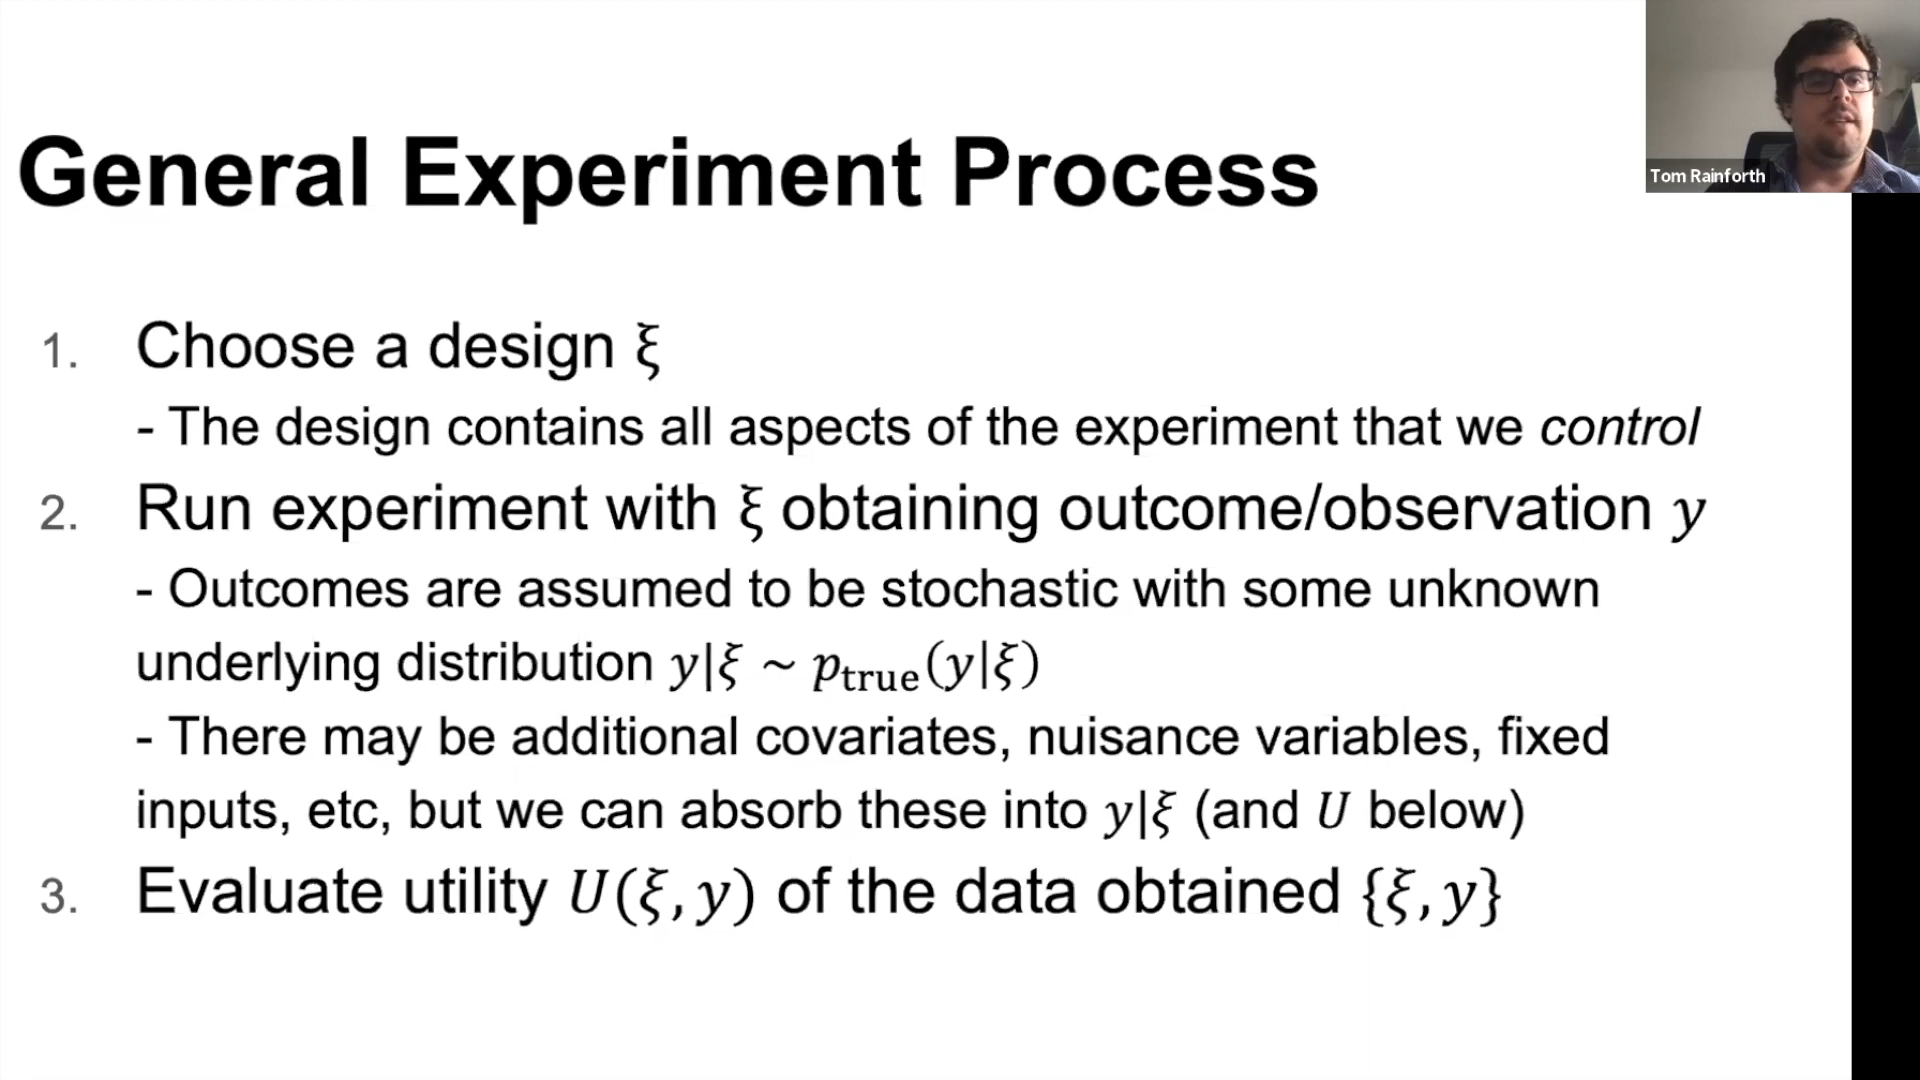 General Experiment Process
Tom Rainforth
1. Choose a design ξ
- The design contains all aspects of the experiment that we control
2. Run experiment with ξ obtaining outcome/observation y
- Outcomes are assumed to be stochastic with some unknown
underlying distribution y|ξ ~ p_true(y|ξ)
- There may be additional covariates, nuisance variables, fixed
inputs, etc, but we can absorb these into y|ξ (and U below)
3. Evaluate utility U(ξ, y) of the data obtained {ξ, y}